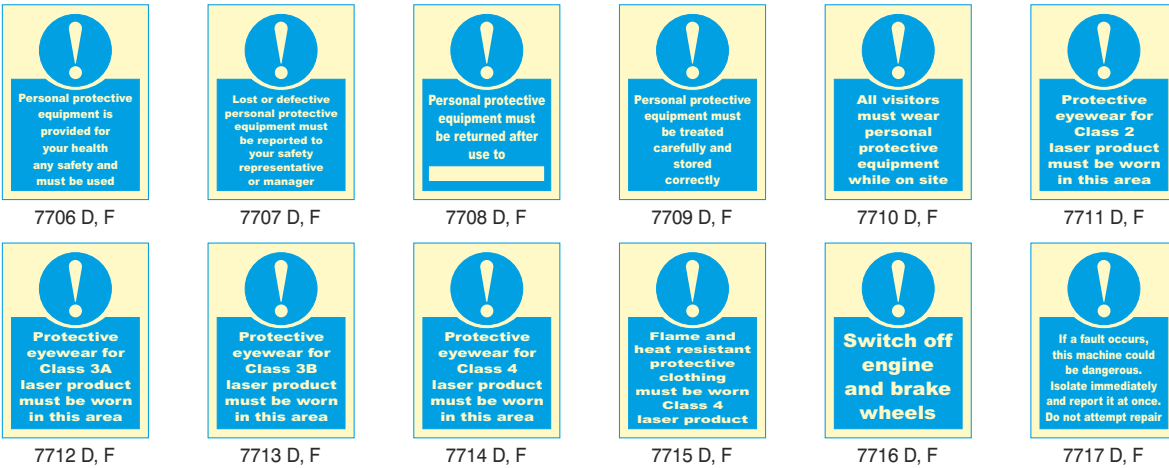 Personal protective
equipment is
provided for
your health
any safety and
must be used
7706 D, F
Lost or defective
personal protective
equipment must
be reported to
your safety
representative
or manager
7707 D, F
Personal protective
equipment must
be returned after
use to
7708 D, F
Personal protective
equipment must
be treated
carefully and
stored
correctly
7709 D, F
All visitors
must wear
personal
protective
equipment
while on site
7710 D, F
Protective
eyewear for
Class 2
laser product
must be worn
in this area
7711 D, F
Protective
eyewear for
Class 3A
laser product
must be worn
in this area
7712 D, F
Protective
eyewear for
Class 3B
laser product
must be worn
in this area
7713 D, F
Protective
eyewear for
Class 4
laser product
must be worn
in this area
7714 D, F
Flame and
heat resistant
protective
clothing
must be worn
Class 4
laser product
7715 D, F
Switch off
engine
and brake
wheels
7716 D, F
If a fault occurs,
this machine could
be dangerous.
Isolate immediately
and report it at once.
Do not attempt repair
7717 D, F